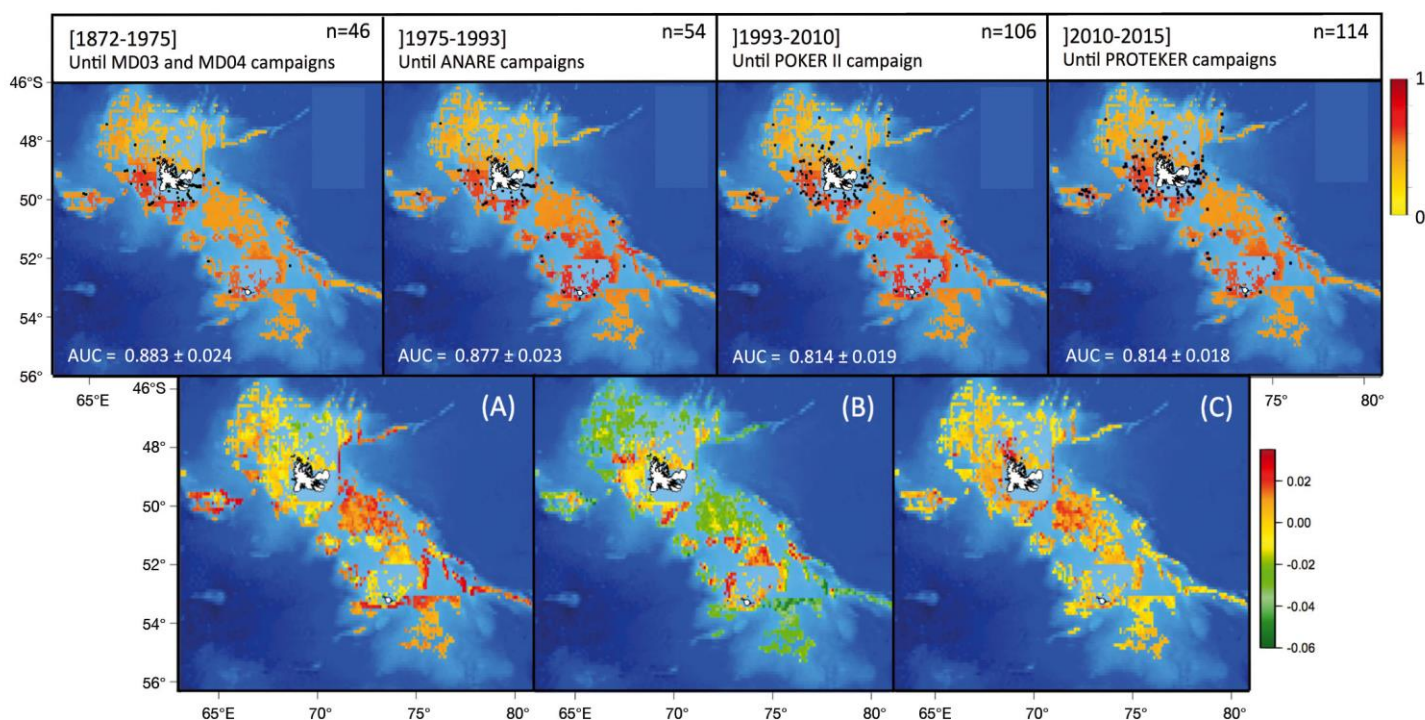 [1872-1975] n=46
Until MD03 and MD04 campaigns
]1975-1993] n=54
Until ANARE campaigns
]1993-2010] n=106
Until POKER II campaign
]2010-2015] n=114
Until PROTEKER campaigns
46°S
48°
50°
52°
54°
56°
1
0
AUC = 0.883 ± 0.024
AUC = 0.877 ± 0.023
AUC = 0.814 ± 0.019
AUC = 0.814 ± 0.018
65°E
75°
80°
46°S
48°
50°
52°
54°
56°
(A)
(B)
(C)
0.02
0.00
-0.02
-0.04
-0.06
65°E 70° 75° 80°
65°E 70° 75° 80°
65°E 70° 75° 80°